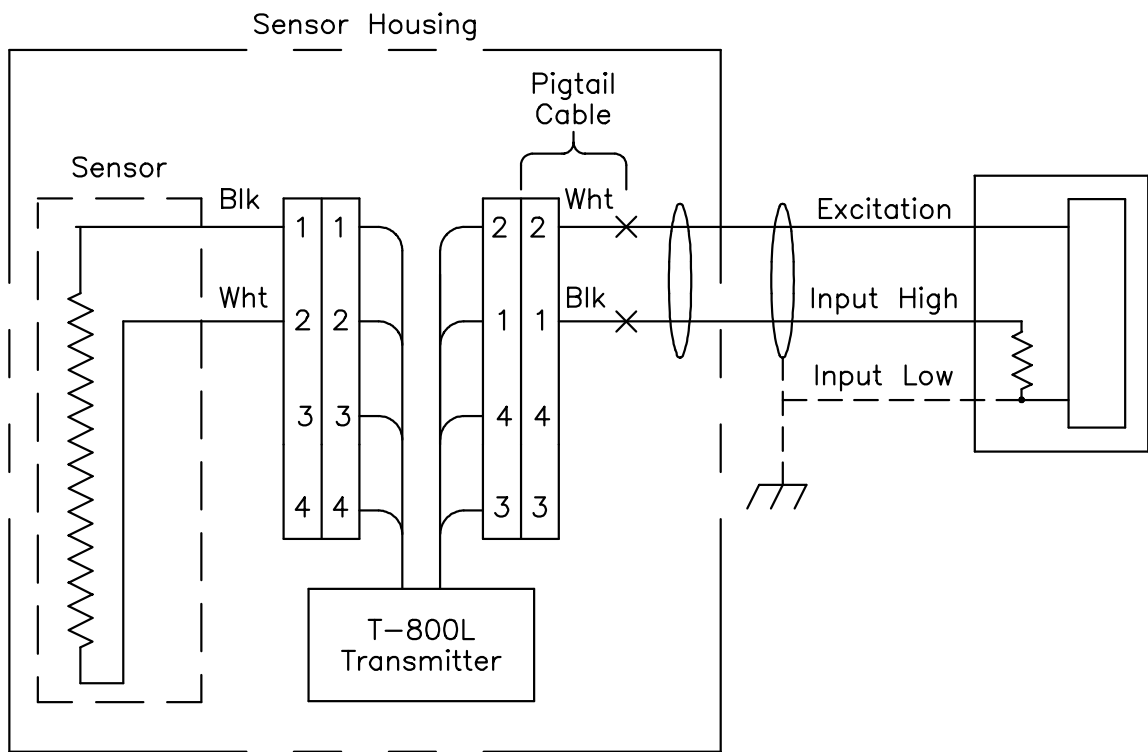 Sensor Housing
Pigtail
Cable
Sensor
Blk
Wht
Excitation
1 1
2 2
Wht
Blk
Input High
2 2
1 1
Input Low
3 3
4 4
4 4
3 3
T-800L
Transmitter